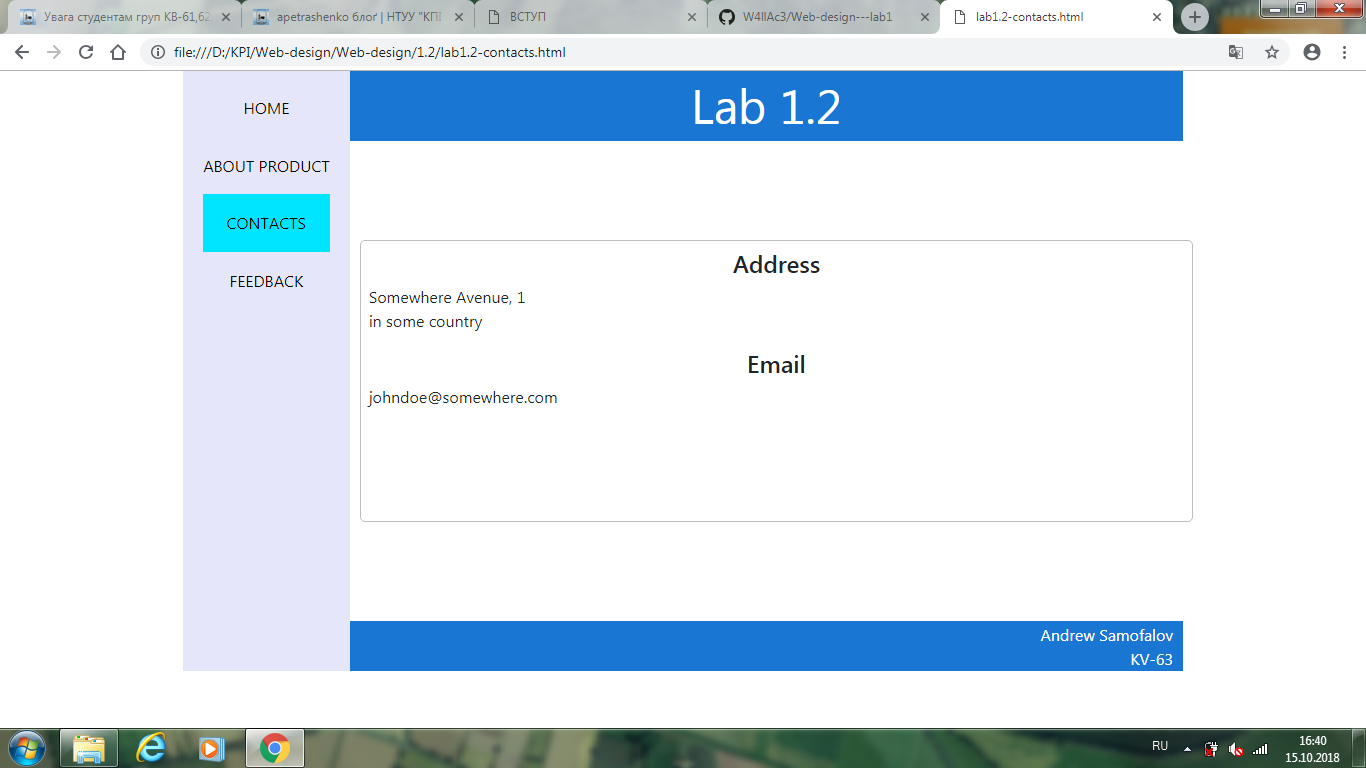 Увага студентам груп КВ-61,62
apetrashenko блог | НТУУ "КПІ
ВСТУП
W4llAc3/Web-design---lab1
lab1.2-contacts.html
file:///D:/KPI/Web-design/Web-design/1.2/lab1.2-contacts.html
HOME
ABOUT PRODUCT
CONTACTS
FEEDBACK
Lab 1.2
Address
Somewhere Avenue, 1
in some country
Email
johndoe@somewhere.com
Andrew Samofalov
KV-63
RU
16:40
15.10.2018